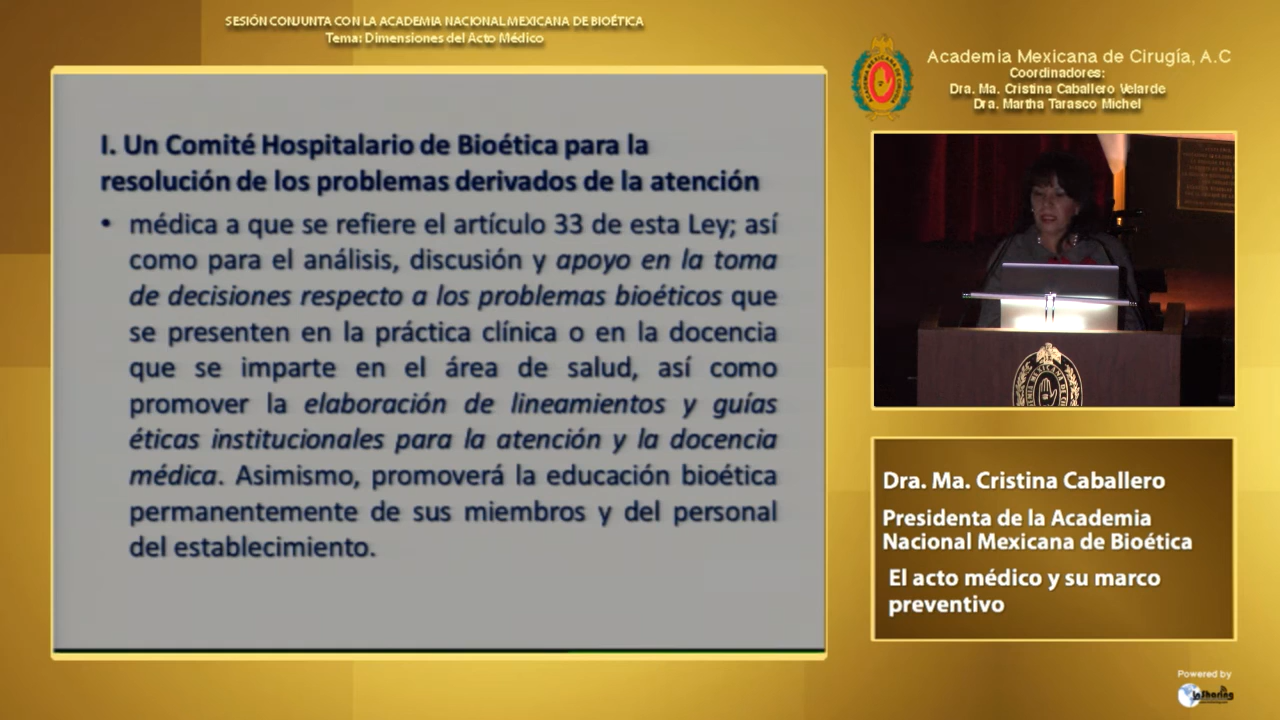 SESIÓN CONJUNTA CON LA ACADEMIA NACIONAL MEXICANA DE BIOÉTICA
Tema: Dimensiones del Acto Médico
Academia Mexicana de Cirugía, A.C
Coordinadores:
Dra. Ma. Cristina Caballero Velarde
Dra. Martha Tarasco Michel
I. Un Comité Hospitalario de Bioética para la
resolución de los problemas derivados de la atención
• médica a que se refiere el artículo 33 de esta Ley; así
como para el análisis, discusión y apoyo en la toma
de decisiones respecto a los problemas bioéticos que
se presenten en la práctica clínica o en la docencia
que se imparte en el área de salud, así como
promover la elaboración de lineamientos y guías
éticas institucionales para la atención y la docencia
médica. Asimismo, promoverá la educación bioética
permanentemente de sus miembros y del personal
del establecimiento.
Dra. Ma. Cristina Caballero
Presidenta de la Academia
Nacional Mexicana de Bioética
El acto médico y su marco
preventivo
Powered by